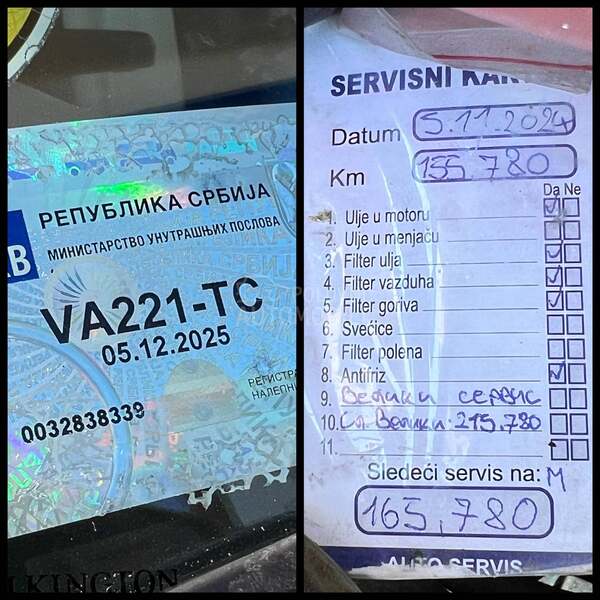 РЕПУБЛИКА СРБИЈА
МИНИСТАРСТВО УНУТРАШЊИХ ПОСЛОВА
VA221-TC
05.12.2025
РЕГИСТР
НАЛЕПН
0032838339
LKINGTON
SERVISNI KAR
Datum 5.11.2024
Km 155.780
Da Ne
1. Ulje u motoru
2. Ulje u menjaču
3. Filter ulja
4. Filter vazduha
5. Filter goriva
6. Svećice
7. Filter polena
8. Antifriz
9. Велики сервис
10. Сл. Велики. 215.780
11.
Sledeći servis na: M
165.780
AUTO SERVIS